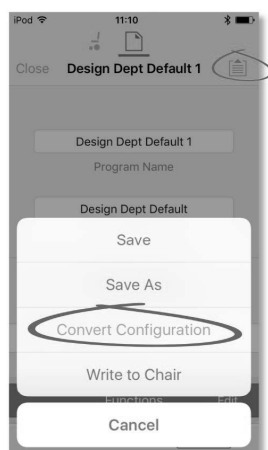 iPod 11:10
Close Design Dept Default 1
Design Dept Default 1
Program Name
Design Dept Default
Save
Save As
Convert Configuration
Write to Chair
Functions Edit
Cancel